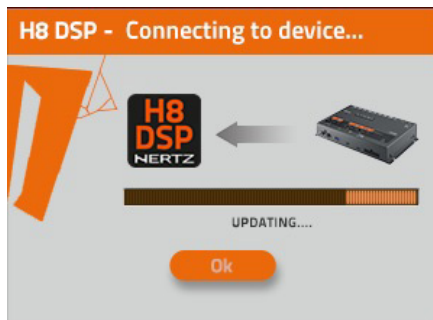 H8 DSP - Connecting to device...
H8
DSP
HERTZ
UPDATING....
Ok